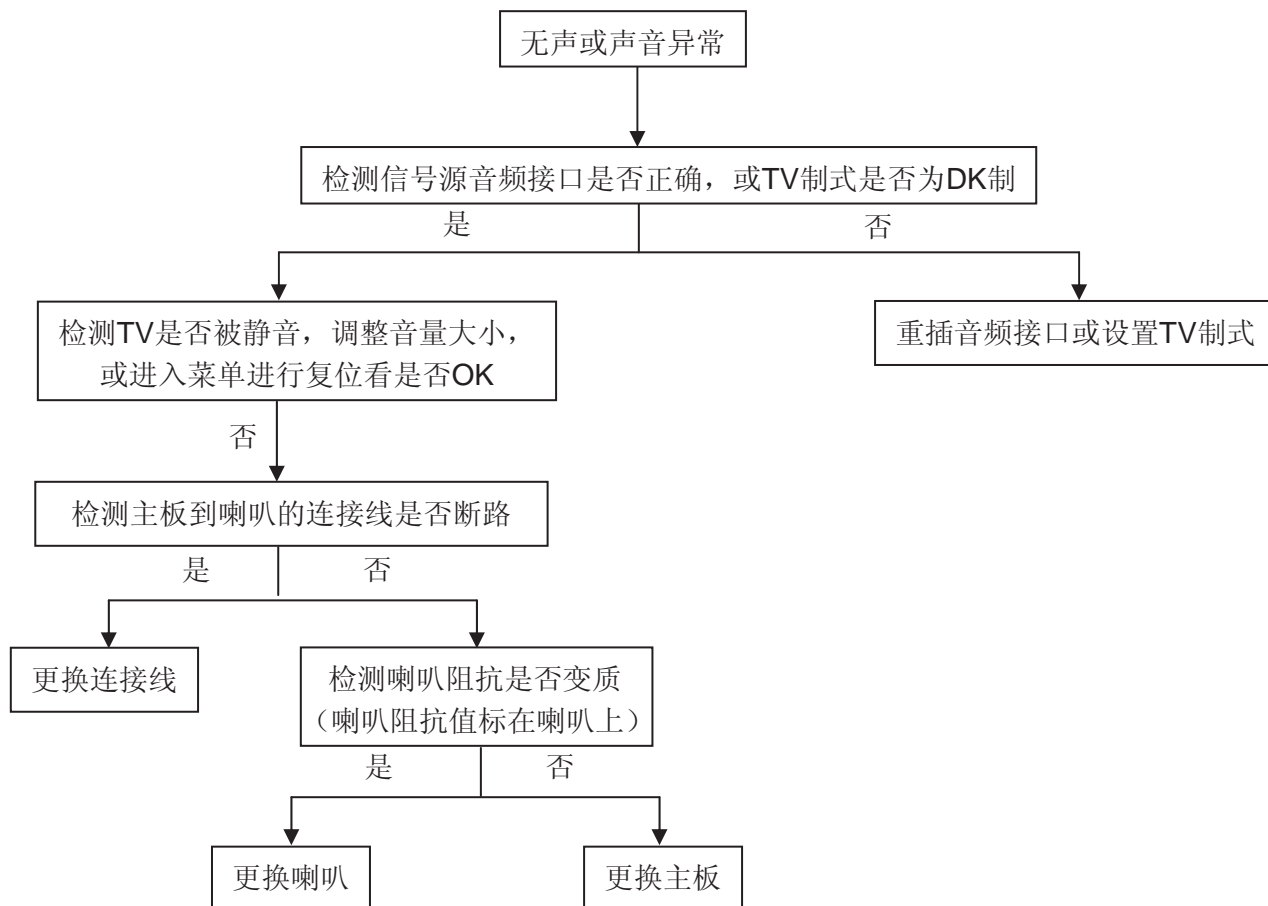 无声或声音异常
检测信号源音频接口是否正确，或TV制式是否为DK制
是
否
检测TV是否被静音，调整音量大小，
或进入菜单进行复位看是否OK
重插音频接口或设置TV制式
否
检测主板到喇叭的连接线是否断路
是
否
更换连接线
检测喇叭阻抗是否变质
（喇叭阻抗值标在喇叭上）
是
否
更换喇叭
更换主板